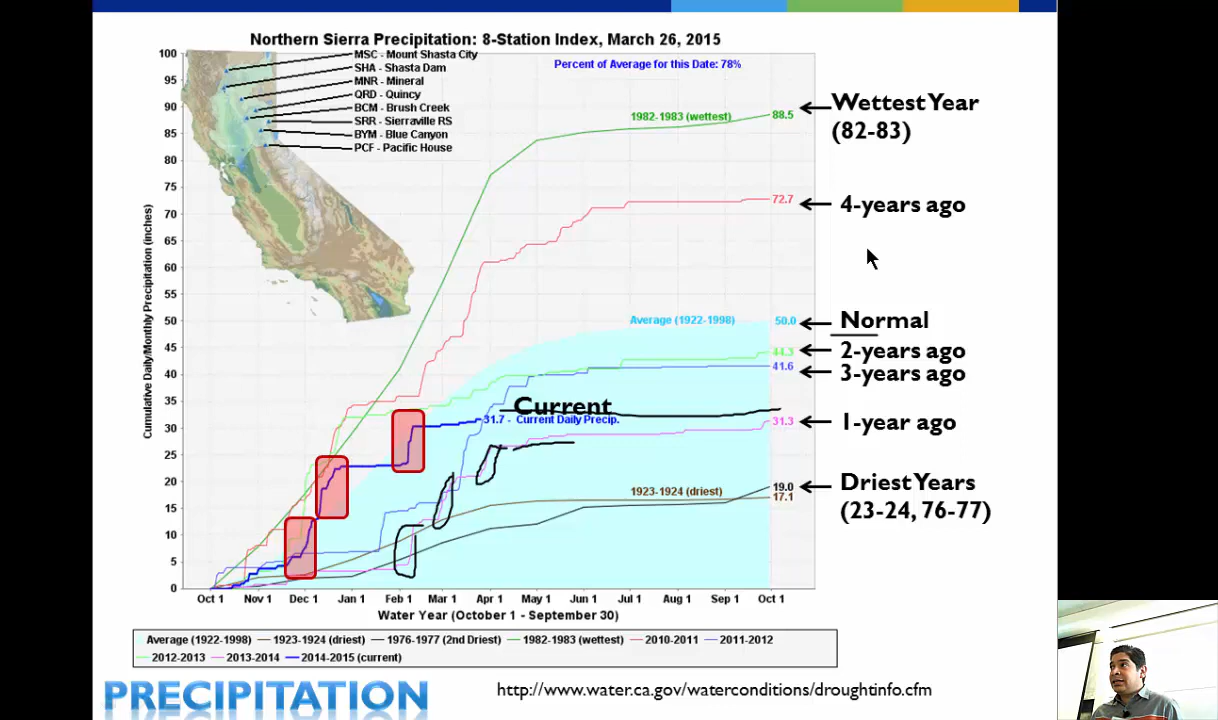 Northern Sierra Precipitation: 8-Station Index, March 26, 2015
Percent of Average for this Date: 78%
MSC - Mount Shasta City
SHA - Shasta Dam
MNR - Mineral
QRD - Quincy
BCM - Brush Creek
SRR - Sierraville RS
BYM - Blue Canyon
PCF - Pacific House
Cumulative Daily/Monthly Precipitation (inches)
100
95
90
85
80
75
70
65
60
55
50
45
40
35
30
25
20
15
10
5
0
1982-1983 (wettest) 88.5
72.7
Average (1922-1998) 50.0
44.3
41.6
Current
31.7 - Current Daily Precip.
31.3
1923-1924 (driest)
19.0
17.1
Wettest Year
(82-83)
4-years ago
Normal
2-years ago
3-years ago
1-year ago
Driest Years
(23-24, 76-77)
Oct 1 Nov 1 Dec 1 Jan 1 Feb 1 Mar 1 Apr 1 May 1 Jun 1 Jul 1 Aug 1 Sep 1 Oct 1
Water Year (October 1 - September 30)
Average (1922-1998) 1923-1924 (driest) 1976-1977 (2nd Driest) 1982-1983 (wettest) 2010-2011 2011-2012
2012-2013 2013-2014 2014-2015 (current)
PRECIPITATION
http://www.water.ca.gov/waterconditions/droughtinfo.cfm